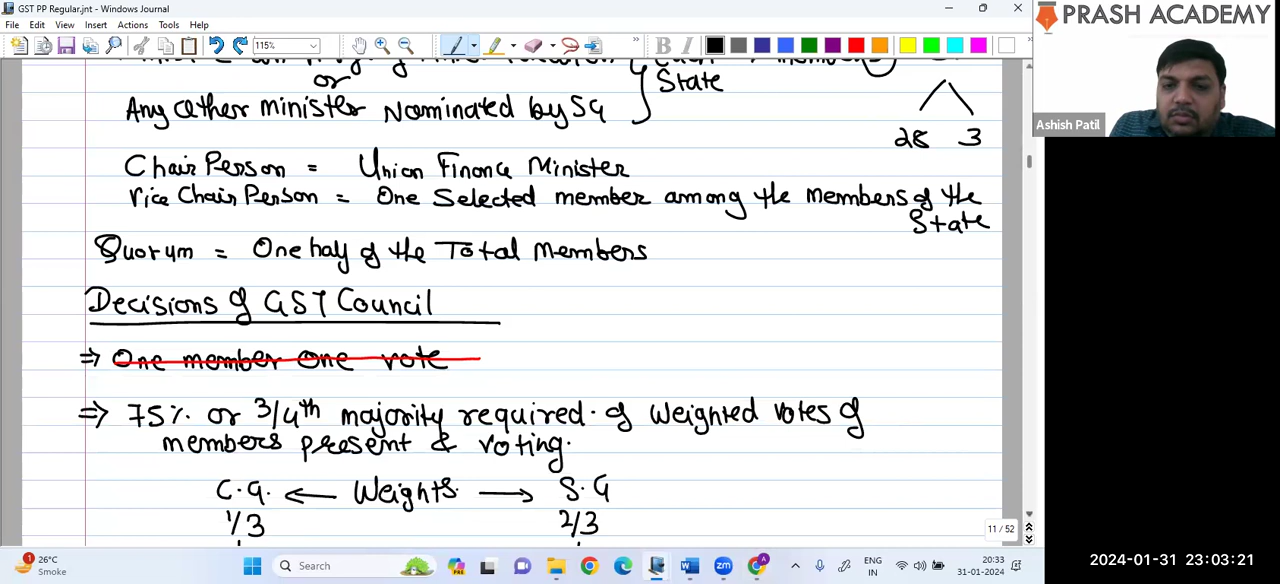 GST PP Regular.jnt - Windows Journal
PRASH ACADEMY
File Edit View Insert Actions Tools Help
115%
B I
or
State
Any other minister Nominated by SG
28 3
Ashish Patil
Chair Person = Union Finance Minister
Vice Chair Person = One Selected member among the Members of the
State
Quorum = One half of the Total Members
Decisions of GST Council
⇒ One member One vote
⇒ 75% or 3/4th majority required of weighted votes of
members present & voting.
C.G. ← Weights → S.G
1/3 2/3
11 / 52
26°C
Smoke
Search
ENG
IN
20:33
31-01-2024
2024-01-31 23:03:21